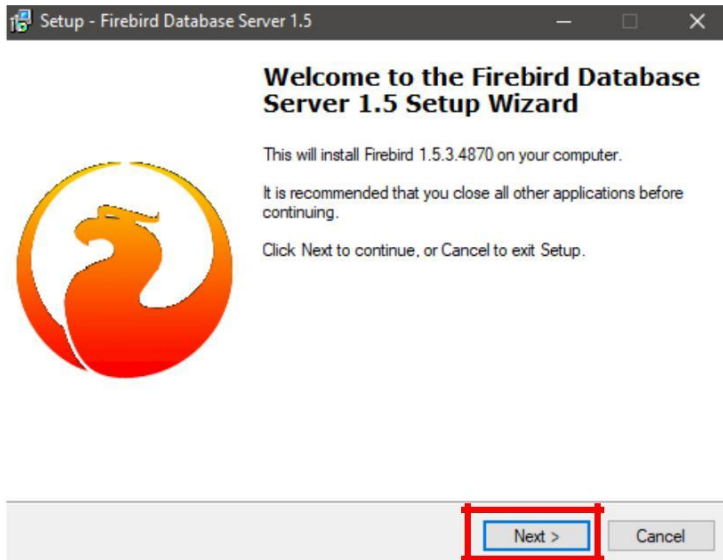 Setup - Firebird Database Server 1.5
Welcome to the Firebird Database
Server 1.5 Setup Wizard
This will install Firebird 1.5.3.4870 on your computer.
It is recommended that you close all other applications before
continuing.
Click Next to continue, or Cancel to exit Setup.
Next >
Cancel